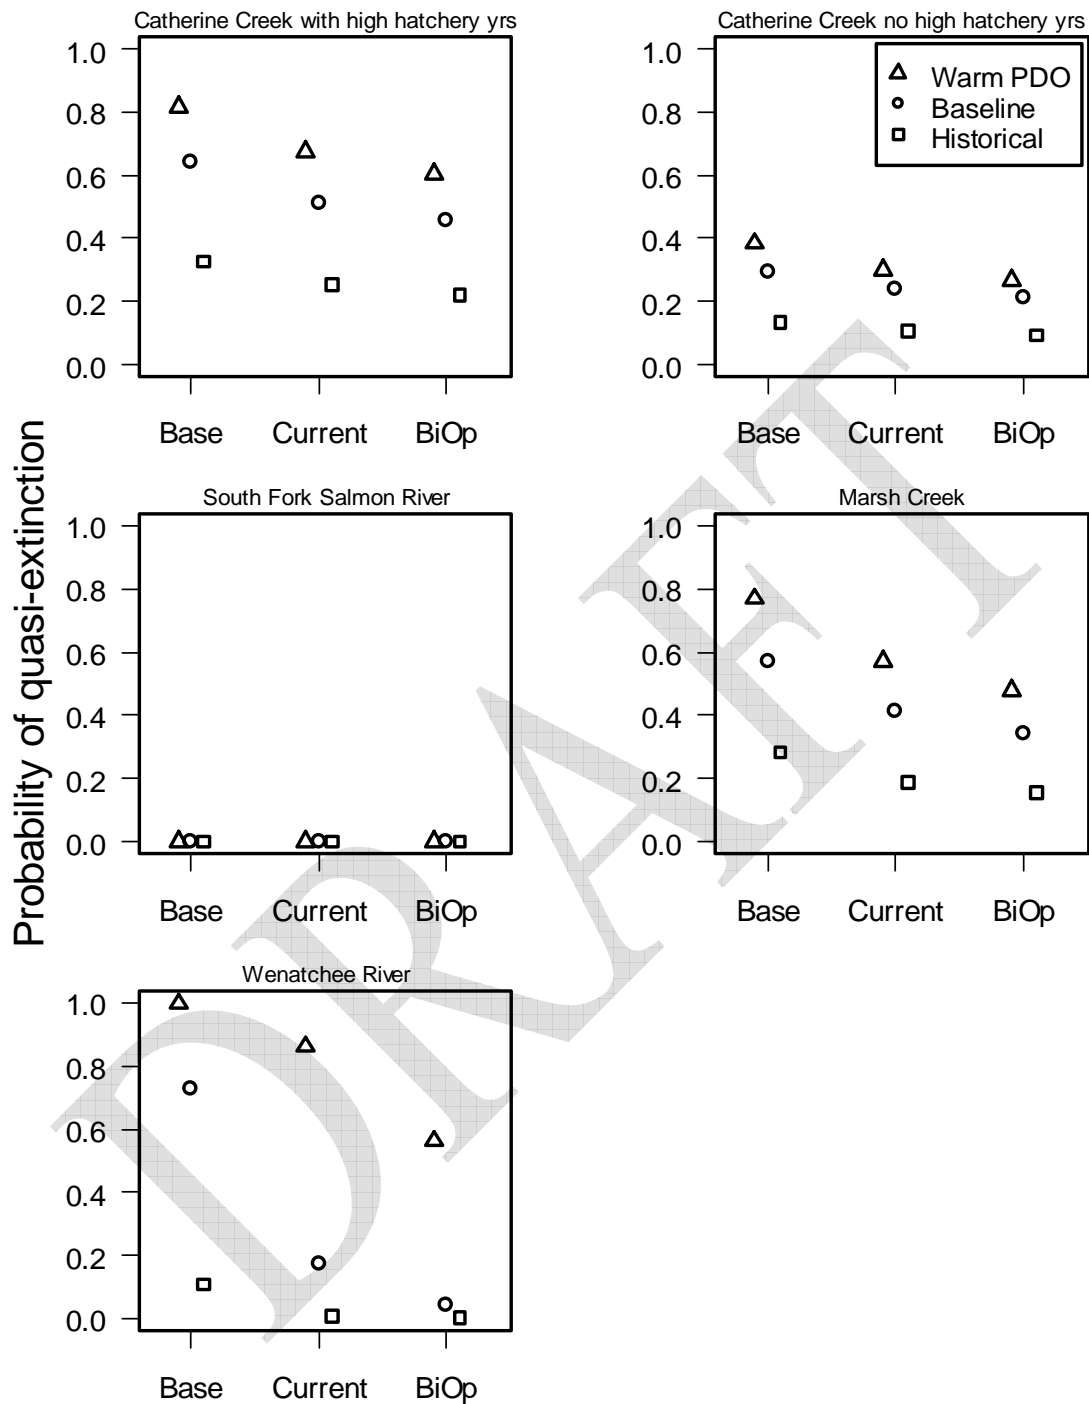 Catherine Creek with high hatchery yrs
1.0
0.8
0.6
0.4
0.2
0.0
Base Current BiOp
Catherine Creek no high hatchery yrs
1.0
0.8
0.6
0.4
0.2
0.0
Warm PDO
Baseline
Historical
Base Current BiOp
Probability of quasi-extinction
South Fork Salmon River
1.0
0.8
0.6
0.4
0.2
0.0
Base Current BiOp
Marsh Creek
1.0
0.8
0.6
0.4
0.2
0.0
Base Current BiOp
Wenatchee River
1.0
0.8
0.6
0.4
0.2
0.0
Base Current BiOp
DRAFT